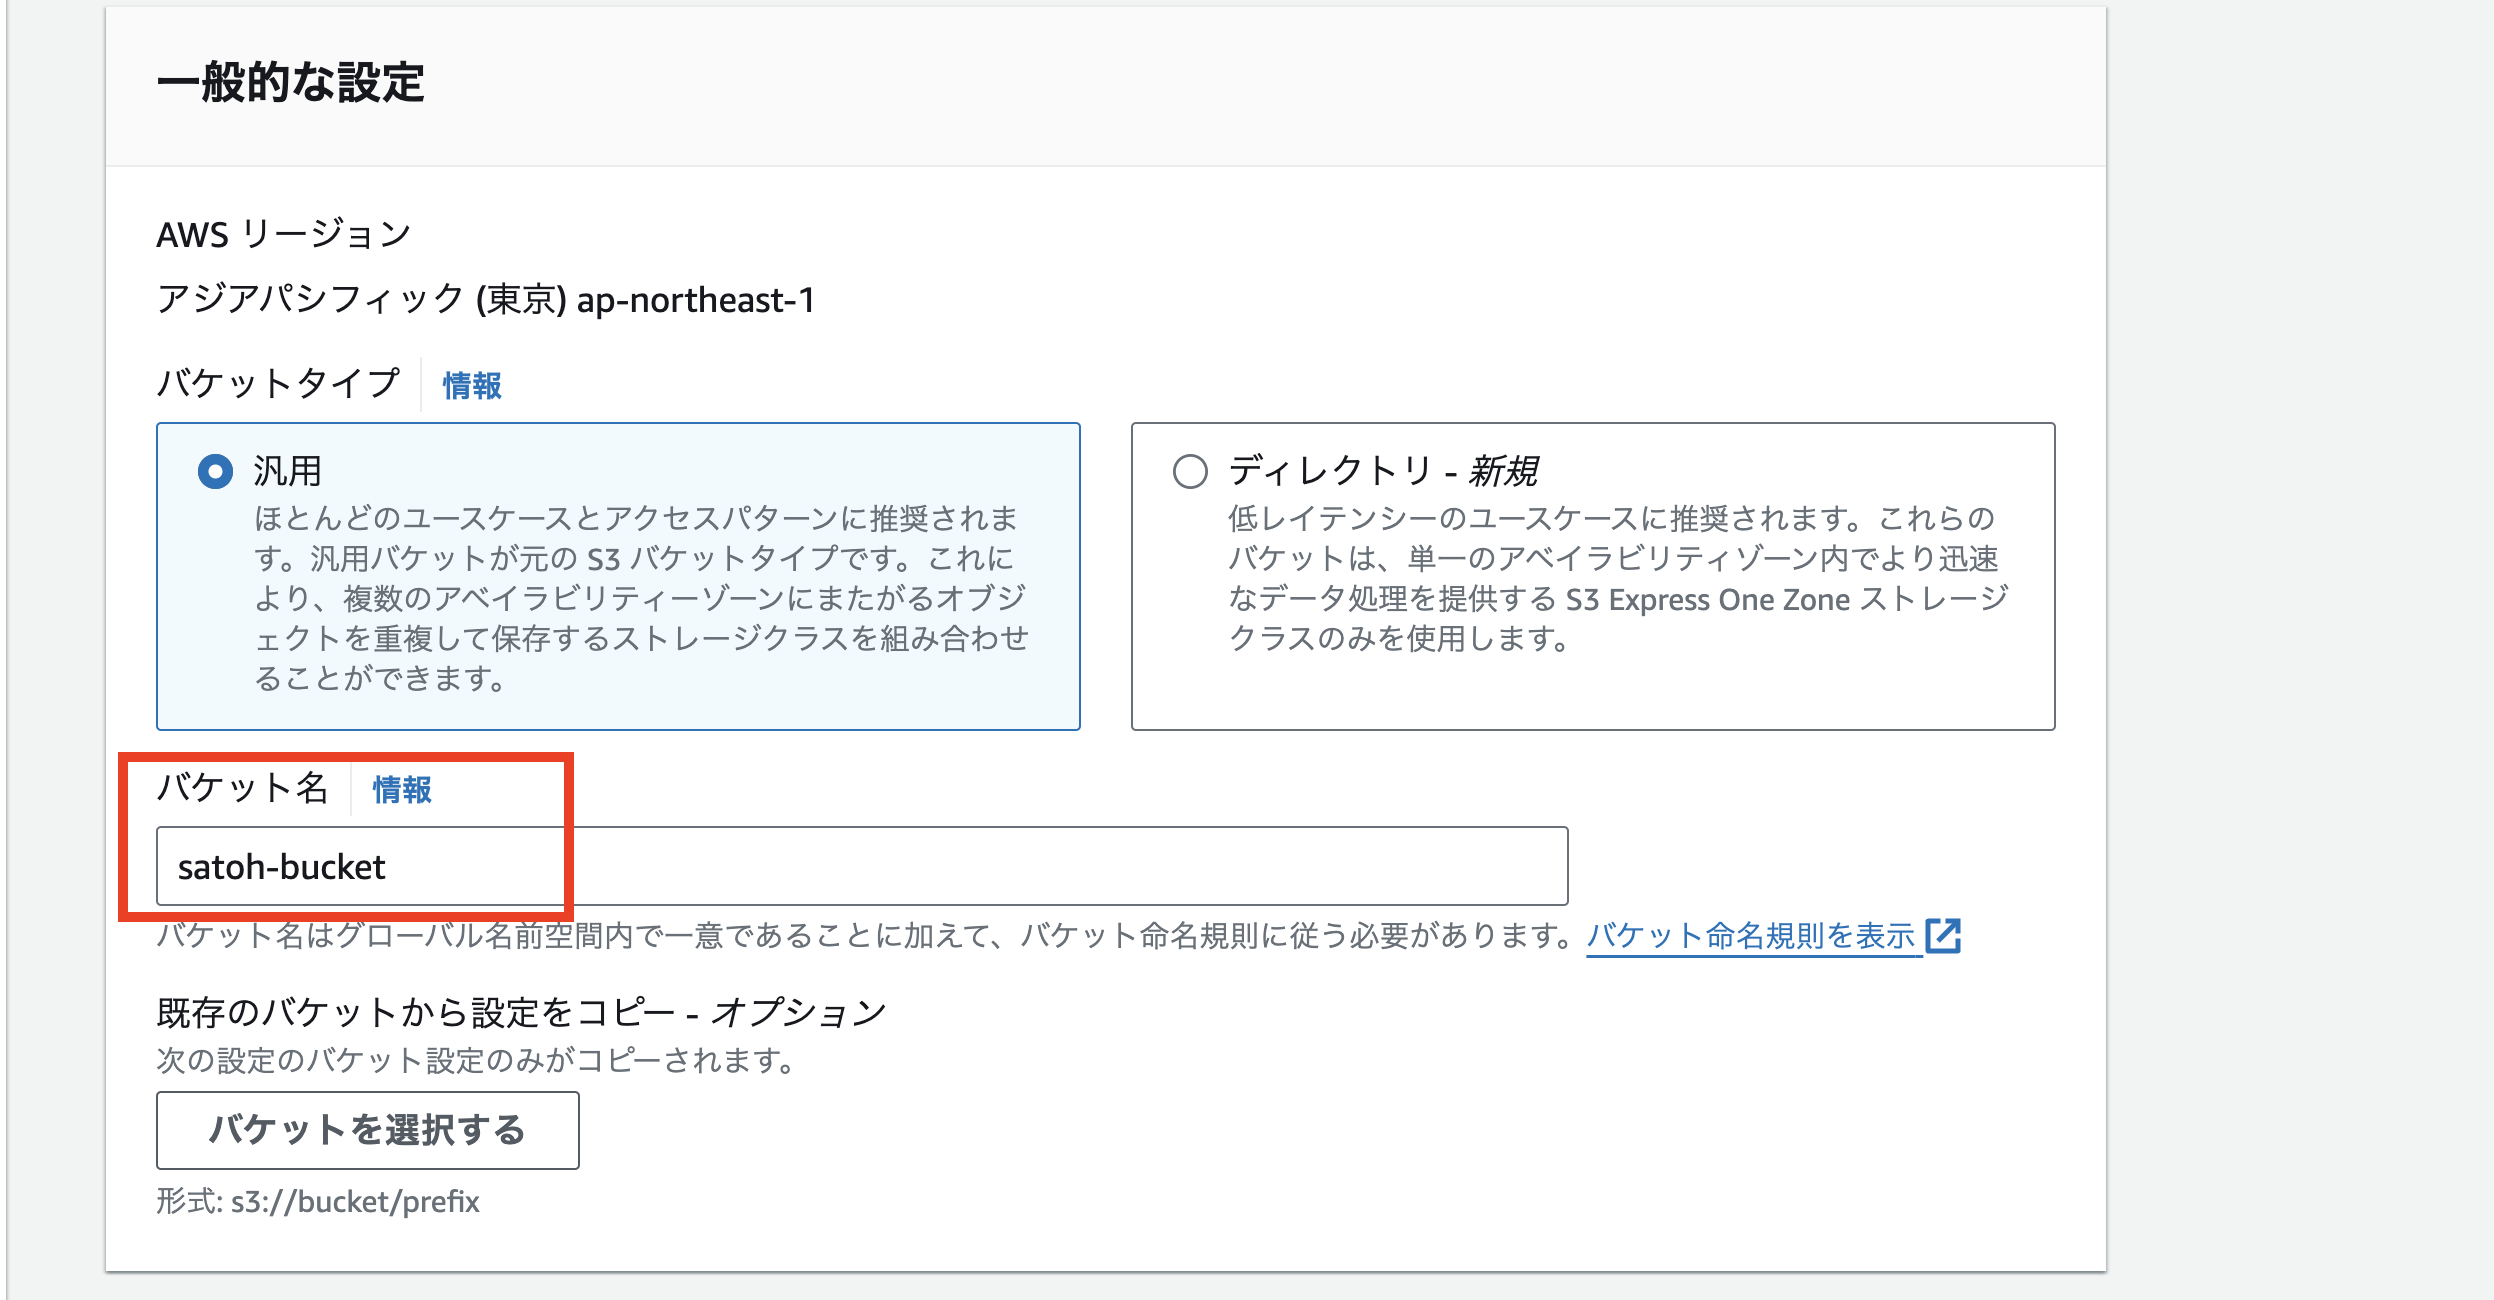 一般的な設定
AWS リージョン
アジアパシフィック (東京) ap-northeast-1
バケットタイプ 情報
汎用
ほとんどのユースケースとアクセスパターンに推奨されま
す。汎用バケットが元の S3 バケットタイプです。これに
より、複数のアベイラビリティーゾーンにまたがるオブジ
ェクトを重複して保存するストレージクラスを組み合わせ
ることができます。
ディレクトリ - 新規
低レイテンシーのユースケースに推奨されます。これらの
バケットは、単一のアベイラビリティゾーン内でより迅速
なデータ処理を提供する S3 Express One Zone ストレージ
クラスのみを使用します。
バケット名 情報
satoh-bucket
バケット名はグローバル名前空間内で一意であることに加えて、バケット命名規則に従う必要があります。バケット命名規則を表示
既存のバケットから設定をコピー - オプション
次の設定のバケット設定のみがコピーされます。
バケットを選択する
形式: s3://bucket/prefix